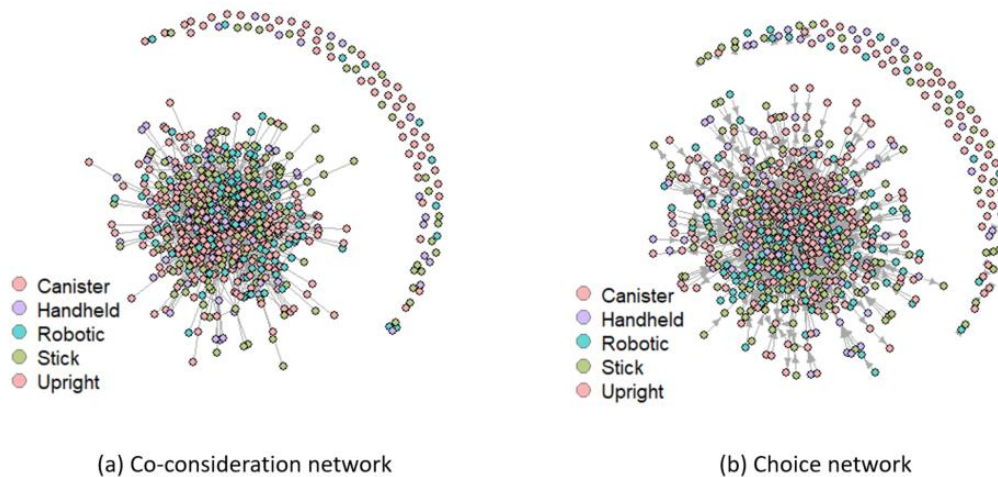 Canister
Handheld
Robotic
Stick
Upright
Canister
Handheld
Robotic
Stick
Upright
(a) Co-consideration network
(b) Choice network